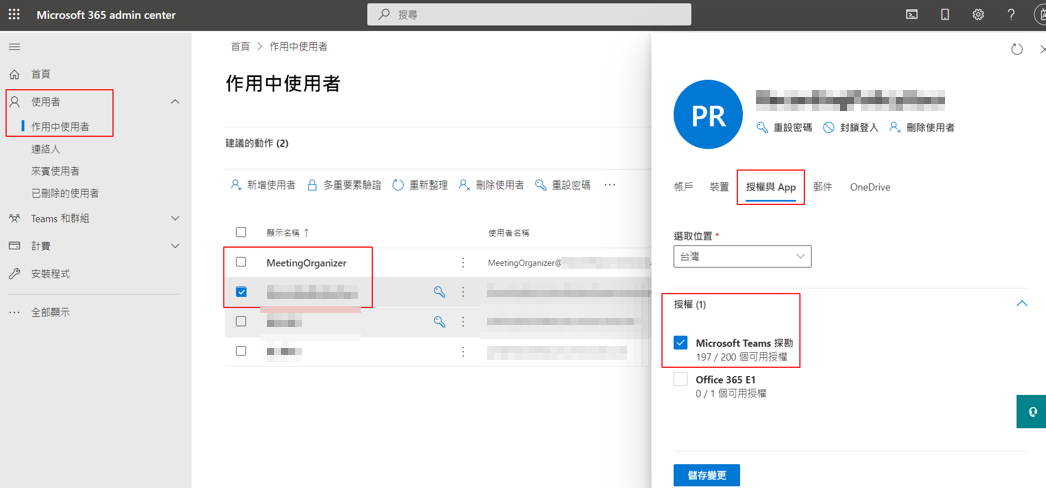 Microsoft 365 admin center
搜尋
首頁
使用者
作用中使用者
連絡人
來賓使用者
已刪除的使用者
Teams 和群組
計費
安裝程式
全部顯示
首頁 > 作用中使用者
作用中使用者
建議的動作 (2)
新增使用者 多重要素驗證 重新整理 刪除使用者 重設密碼 ...
顯示名稱 ↑ 使用者名稱
MeetingOrganizer MeetingOrganizer@
PR
重設密碼 封鎖登入 刪除使用者
帳戶 裝置 授權與 App 郵件 OneDrive
選取位置 *
台灣
授權 (1)
Microsoft Teams 探勘
197 / 200 個可用授權
Office 365 E1
0 / 1 個可用授權
儲存變更